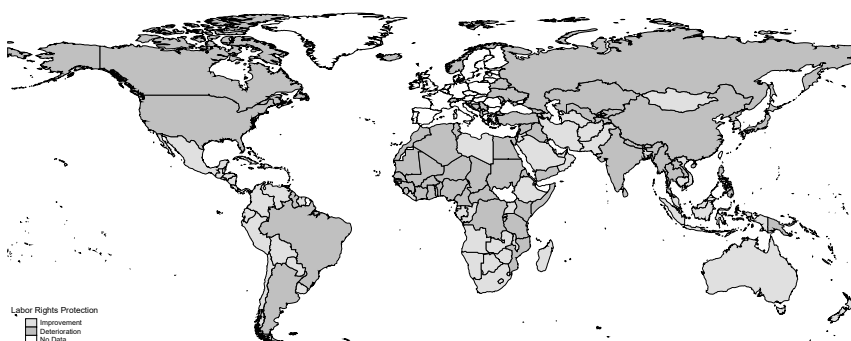 Labor Rights Protection
Improvement
Deterioration
No Data